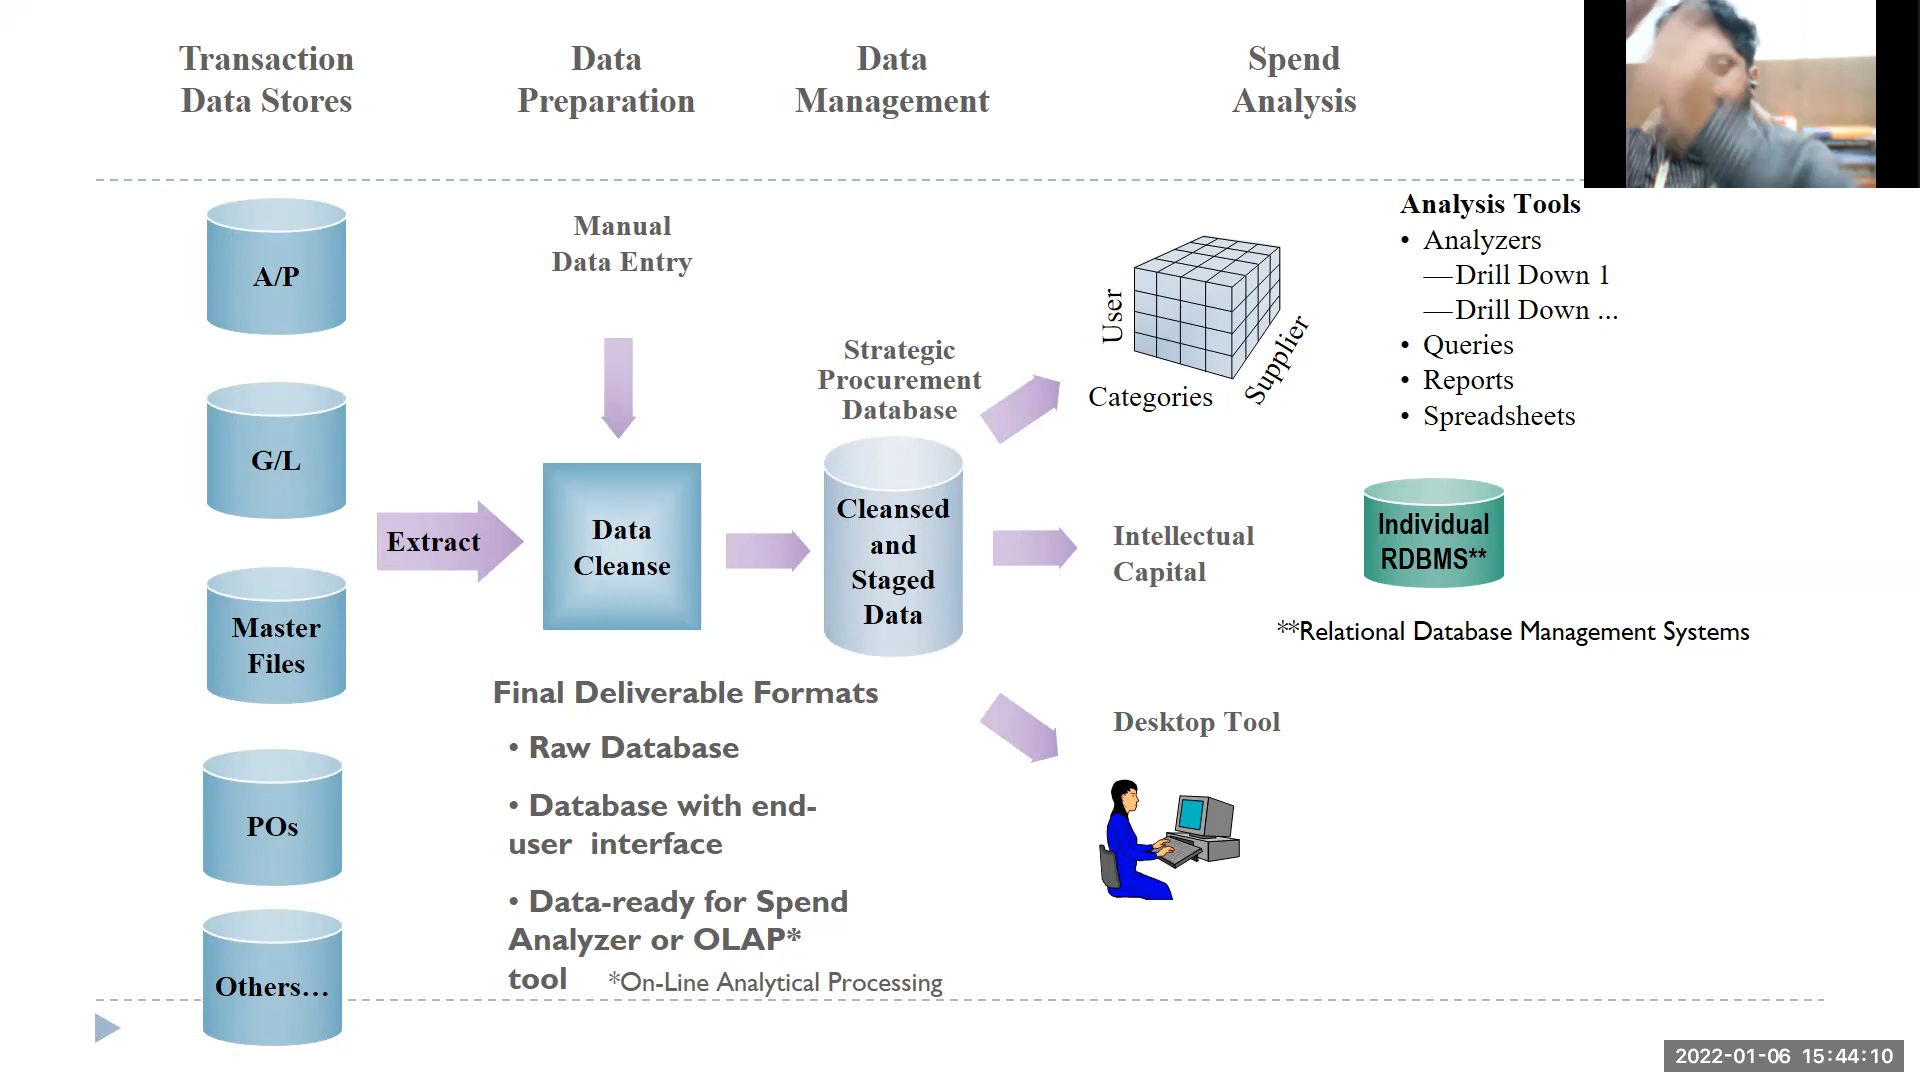 Transaction
Data Stores
Data
Preparation
Data
Management
Spend
Analysis
A/P
G/L
Master
Files
POs
Others...
Extract
Manual
Data Entry
Data
Cleanse
Strategic
Procurement
Database
Cleansed
and
Staged
Data
User
Categories
Supplier
Analysis Tools
• Analyzers
—Drill Down 1
—Drill Down ...
• Queries
• Reports
• Spreadsheets
Intellectual
Capital
Individual
RDBMS**
**Relational Database Management Systems
Desktop Tool
Final Deliverable Formats
• Raw Database
• Database with end-
user interface
• Data-ready for Spend
Analyzer or OLAP*
tool
*On-Line Analytical Processing
2022-01-06 15:44:10